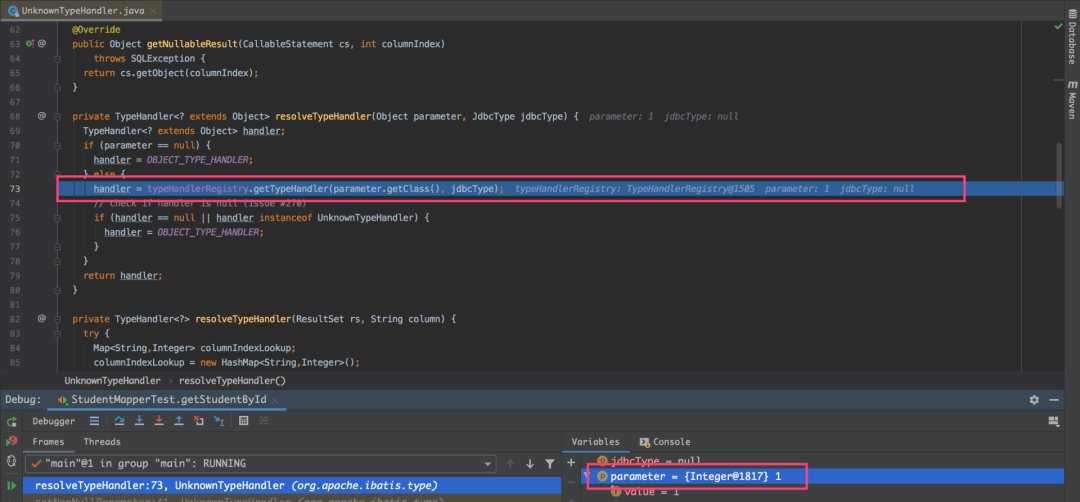 UnknownTypeHandler.java ×
62 @Override
63 @ public Object getNullableResult(CallableStatement cs, int columnIndex)
64 throws SQLException {
65 return cs.getObject(columnIndex);
66 }
67
68 @ private TypeHandler<? extends Object> resolveTypeHandler(Object parameter, JdbcType jdbcType) { parameter: 1 jdbcType: null
69 TypeHandler<? extends Object> handler;
70 if (parameter == null) {
71 handler = OBJECT_TYPE_HANDLER;
72 } else {
73 handler = typeHandlerRegistry.getTypeHandler(parameter.getClass(), jdbcType); typeHandlerRegistry: TypeHandlerRegistry@1505 parameter: 1 jdbcType: null
74 // check if handler is null (issue #270)
75 if (handler == null || handler instanceof UnknownTypeHandler) {
76 handler = OBJECT_TYPE_HANDLER;
77 }
78 }
79 return handler;
80 }
81
82 @ private TypeHandler<?> resolveTypeHandler(ResultSet rs, String column) {
83 try {
84 Map<String,Integer> columnIndexLookup;
85 columnIndexLookup = new HashMap<String,Integer>();
Database
m Maven
UnknownTypeHandler › resolveTypeHandler()
Debug: StudentMapperTest.getStudentById ×
Debugger
Frames Threads
"main"@1 in group "main": RUNNING
resolveTypeHandler:73, UnknownTypeHandler (org.apache.ibatis.type)
setNonNullParameter:41, UnknownTypeHandler (org.apache.ibatis.type)
Variables Console
jdbcType = null
parameter = {Integer@1817} 1
value = 1